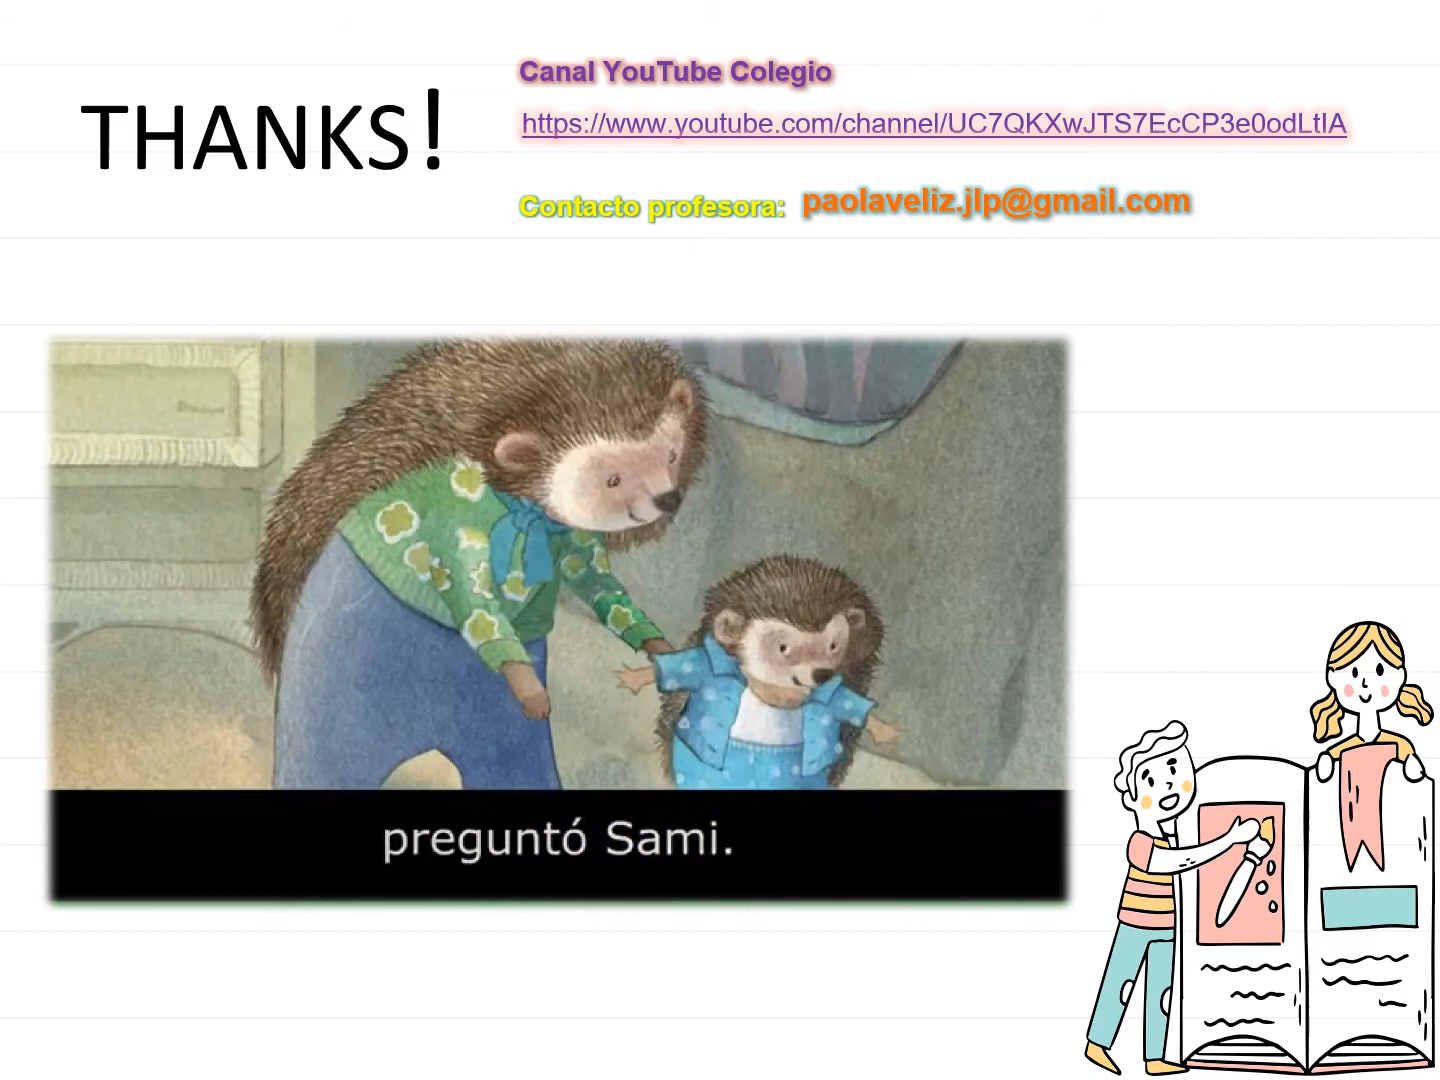 THANKS!
Canal YouTube Colegio
https://www.youtube.com/channel/UC7QKXwJTS7EcCP3e0odLtIA
Contacto profesora: paolaveliz.jlp@gmail.com
preguntó Sami.